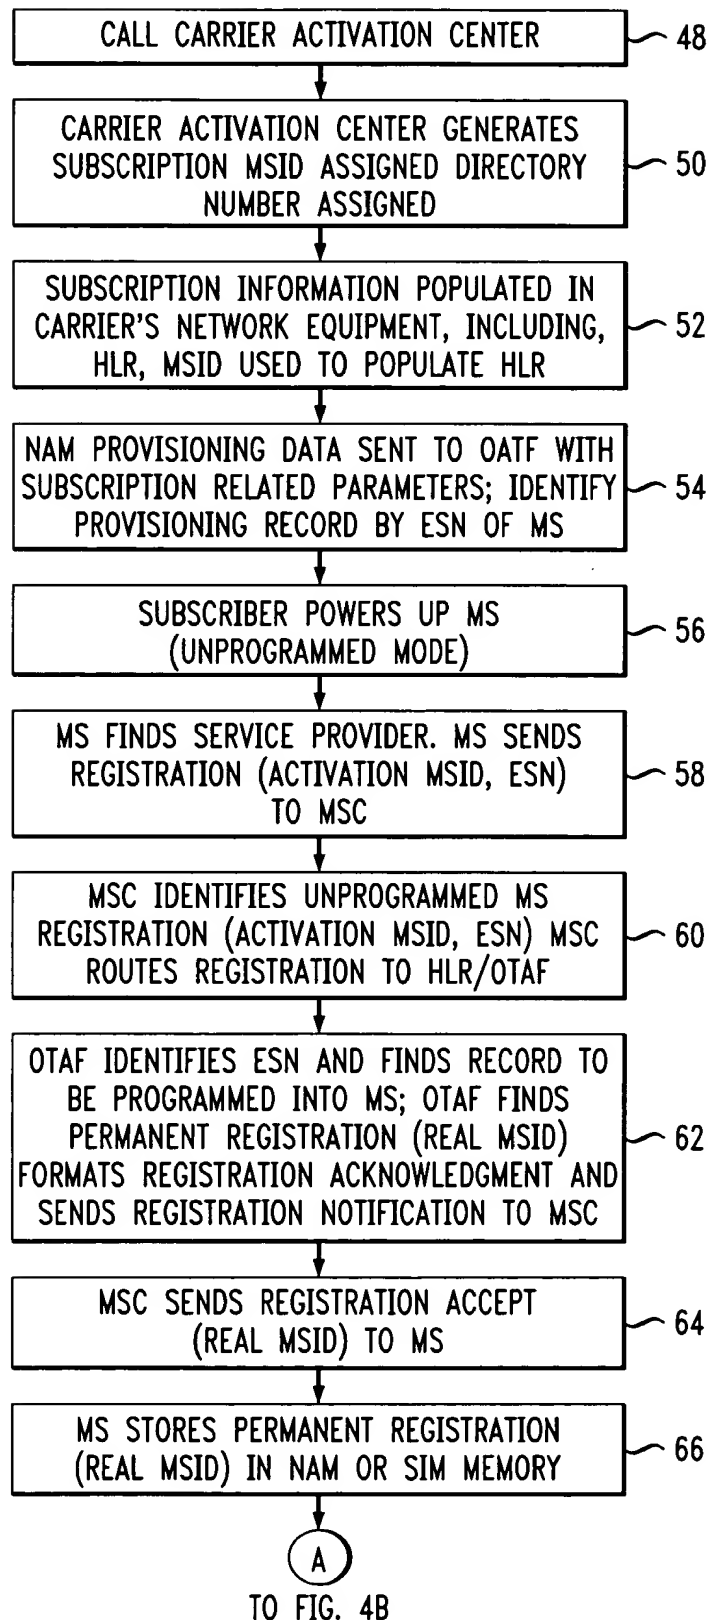 CALL CARRIER ACTIVATION CENTER
48
CARRIER ACTIVATION CENTER GENERATES
SUBSCRIPTION MSID ASSIGNED DIRECTORY
NUMBER ASSIGNED
50
SUBSCRIPTION INFORMATION POPULATED IN
CARRIER'S NETWORK EQUIPMENT, INCLUDING,
HLR, MSID USED TO POPULATE HLR
52
NAM PROVISIONING DATA SENT TO OATF WITH
SUBSCRIPTION RELATED PARAMETERS; IDENTIFY
PROVISIONING RECORD BY ESN OF MS
54
SUBSCRIBER POWERS UP MS
(UNPROGRAMMED MODE)
56
MS FINDS SERVICE PROVIDER. MS SENDS
REGISTRATION (ACTIVATION MSID, ESN)
TO MSC
58
MSC IDENTIFIES UNPROGRAMMED MS
REGISTRATION (ACTIVATION MSID, ESN) MSC
ROUTES REGISTRATION TO HLR/OTAF
60
OTAF IDENTIFIES ESN AND FINDS RECORD TO
BE PROGRAMMED INTO MS; OTAF FINDS
PERMANENT REGISTRATION (REAL MSID)
FORMATS REGISTRATION ACKNOWLEDGMENT AND
SENDS REGISTRATION NOTIFICATION TO MSC
62
MSC SENDS REGISTRATION ACCEPT
(REAL MSID) TO MS
64
MS STORES PERMANENT REGISTRATION
(REAL MSID) IN NAM OR SIM MEMORY
66
A
TO FIG. 4B